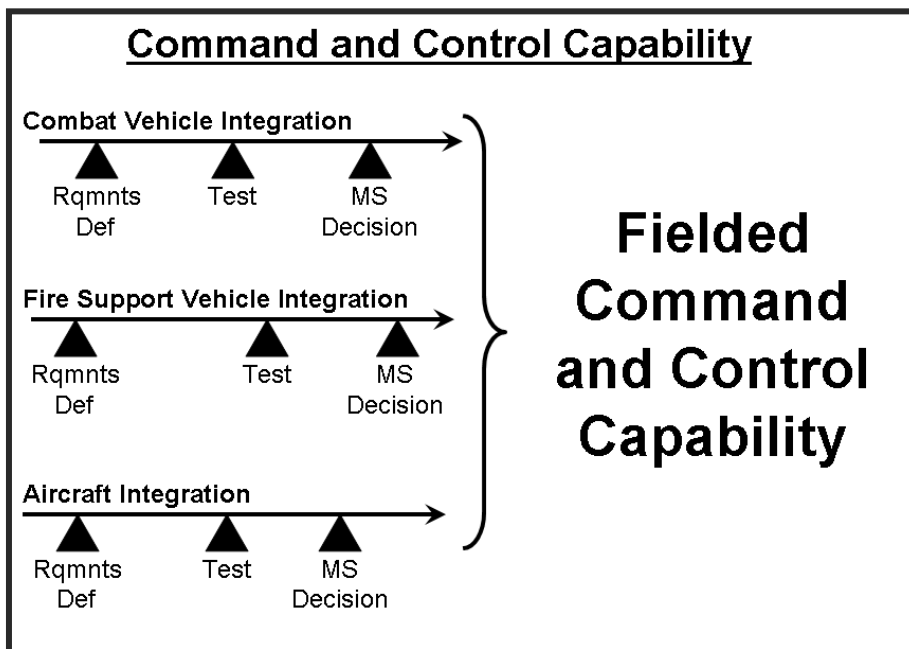 Command and Control Capability
Combat Vehicle Integration
Rqmnts
Def
Test
MS
Decision
Fire Support Vehicle Integration
Rqmnts
Def
Test
MS
Decision
Aircraft Integration
Rqmnts
Def
Test
MS
Decision
Fielded
Command
and Control
Capability